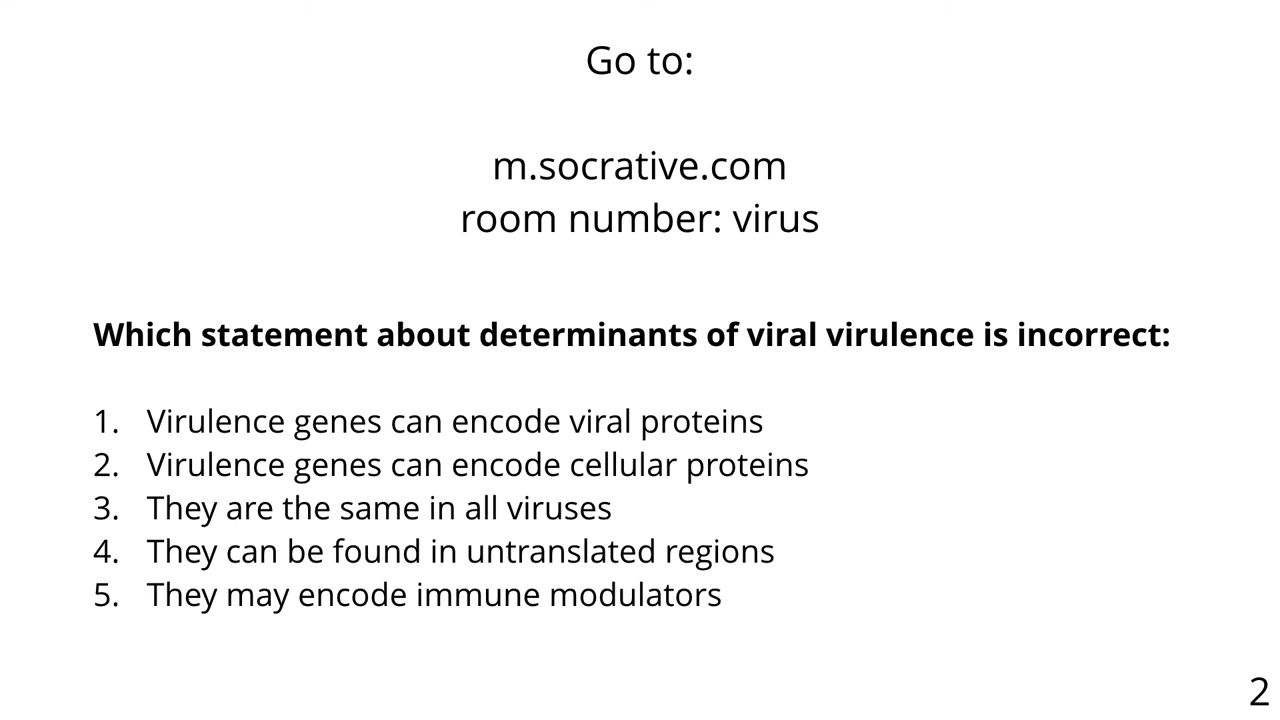 Go to:
m.socrative.com
room number: virus
Which statement about determinants of viral virulence is incorrect:
1. Virulence genes can encode viral proteins
2. Virulence genes can encode cellular proteins
3. They are the same in all viruses
4. They can be found in untranslated regions
5. They may encode immune modulators
2